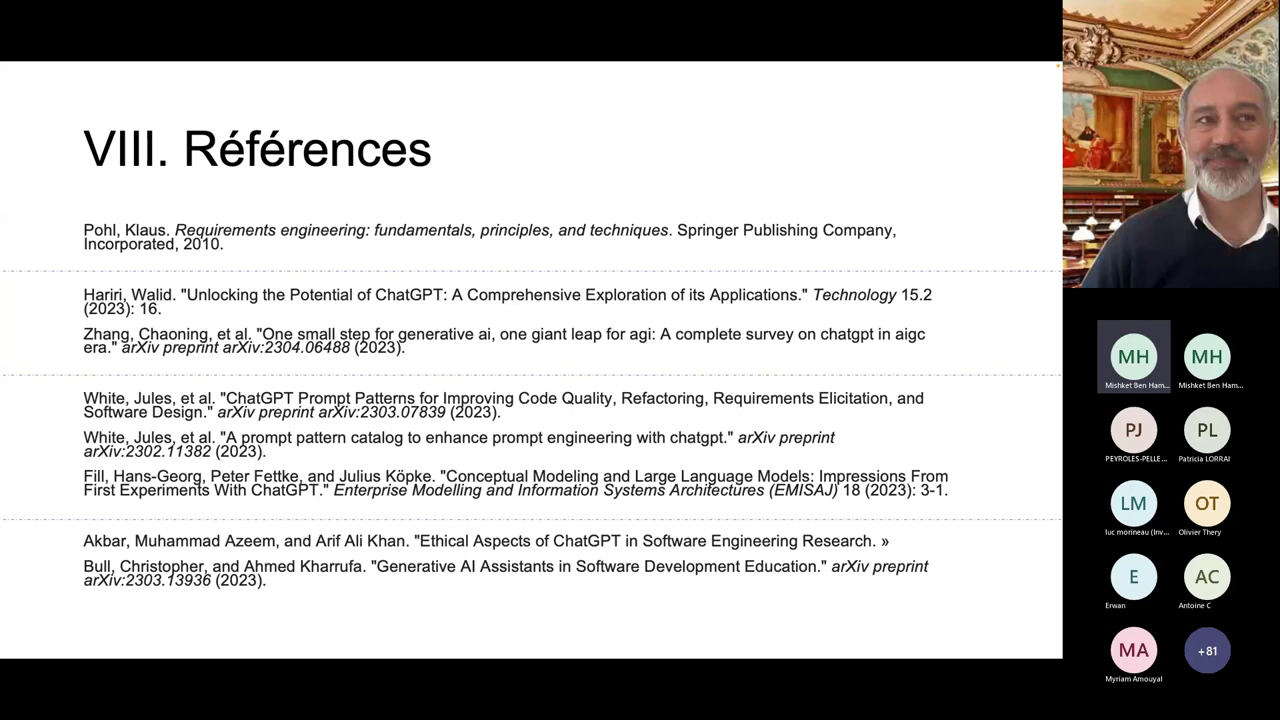 VIII. Références
Pohl, Klaus. Requirements engineering: fundamentals, principles, and techniques. Springer Publishing Company,
Incorporated, 2010.
Hariri, Walid. "Unlocking the Potential of ChatGPT: A Comprehensive Exploration of its Applications." Technology 15.2
(2023): 16.
Zhang, Chaoning, et al. "One small step for generative ai, one giant leap for agi: A complete survey on chatgpt in aigc
era." arXiv preprint arXiv:2304.06488 (2023).
White, Jules, et al. "ChatGPT Prompt Patterns for Improving Code Quality, Refactoring, Requirements Elicitation, and
Software Design." arXiv preprint arXiv:2303.07839 (2023).
White, Jules, et al. "A prompt pattern catalog to enhance prompt engineering with chatgpt." arXiv preprint
arXiv:2302.11382 (2023).
Fill, Hans-Georg, Peter Fettke, and Julius Köpke. "Conceptual Modeling and Large Language Models: Impressions From
First Experiments With ChatGPT." Enterprise Modelling and Information Systems Architectures (EMISAJ) 18 (2023): 3-1.
Akbar, Muhammad Azeem, and Arif Ali Khan. "Ethical Aspects of ChatGPT in Software Engineering Research. »
Bull, Christopher, and Ahmed Kharrufa. "Generative AI Assistants in Software Development Education." arXiv preprint
arXiv:2303.13936 (2023).
MH MH
Mishket Ben Ham... Mishket Ben Ham...
PJ PL
PEYROLES-PELLE... Patricia LORRAI
LM OT
luc morineau (Inv... Olivier Thery
E AC
Erwan Antoine C
MA +81
Myriam Amouyal